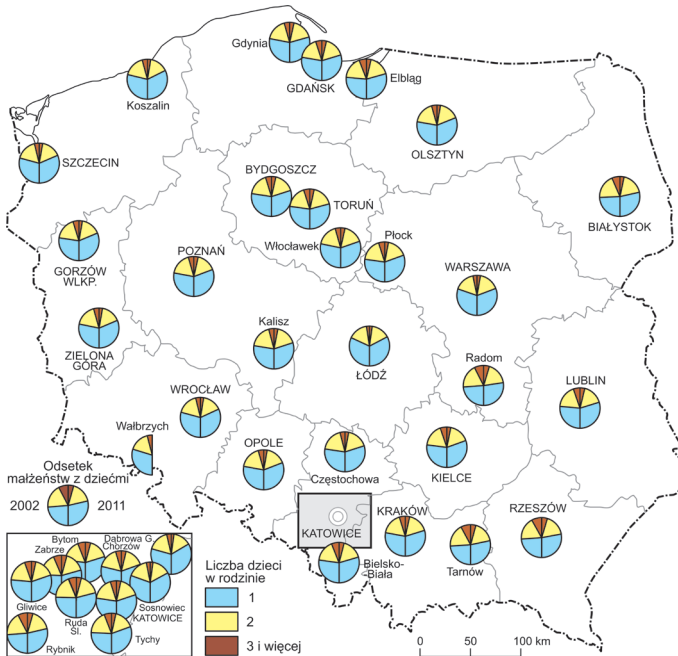 Gdynia
GDAŃSK
Elbląg
Koszalin
OLSZTYN
SZCZECIN
BYDGOSZCZ
TORUŃ
BIAŁYSTOK
Włocławek
Płock
GORZÓW
WLKP.
POZNAŃ
WARSZAWA
Kalisz
ZIELONA
GÓRA
ŁÓDŹ
Radom
LUBLIN
WROCŁAW
Wałbrzych
OPOLE
Częstochowa
KIELCE
Odsetek
małżeństw z dziećmi
2002 2011
KATOWICE
KRAKÓW
RZESZÓW
Bielsko-
Biała
Tarnów
Dąbrowa G.
Bytom
Chorzów
Zabrze
Gliwice
Sosnowiec
Ruda
Śl.
KATOWICE
Rybnik
Tychy
Liczba dzieci
w rodzinie
1
2
3 i więcej
0 50 100 km